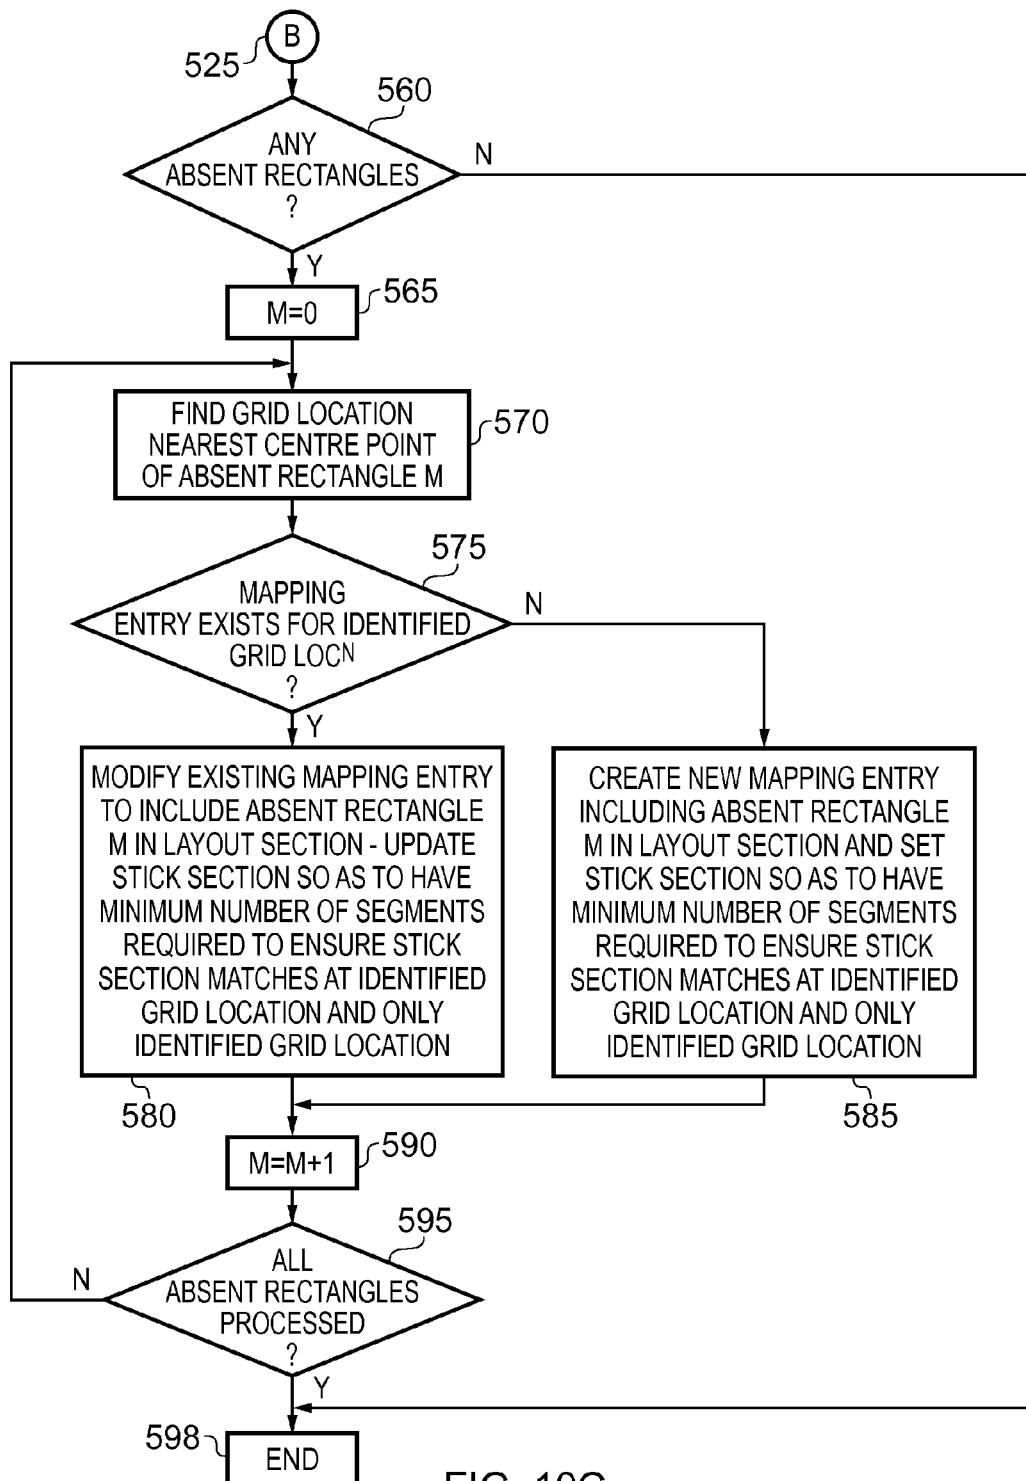 B
525
560
ANY
ABSENT RECTANGLES
?
N
Y
M=0
565
FIND GRID LOCATION
NEAREST CENTRE POINT
OF ABSENT RECTANGLE M
570
575
MAPPING
ENTRY EXISTS FOR IDENTIFIED
GRID LOCN
?
N
Y
MODIFY EXISTING MAPPING ENTRY
TO INCLUDE ABSENT RECTANGLE
M IN LAYOUT SECTION - UPDATE
STICK SECTION SO AS TO HAVE
MINIMUM NUMBER OF SEGMENTS
REQUIRED TO ENSURE STICK
SECTION MATCHES AT IDENTIFIED
GRID LOCATION AND ONLY
IDENTIFIED GRID LOCATION
580
CREATE NEW MAPPING ENTRY
INCLUDING ABSENT RECTANGLE
M IN LAYOUT SECTION AND SET
STICK SECTION SO AS TO HAVE
MINIMUM NUMBER OF SEGMENTS
REQUIRED TO ENSURE STICK
SECTION MATCHES AT IDENTIFIED
GRID LOCATION AND ONLY
IDENTIFIED GRID LOCATION
585
M=M+1
590
595
ALL
ABSENT RECTANGLES
PROCESSED
?
N
Y
598
END